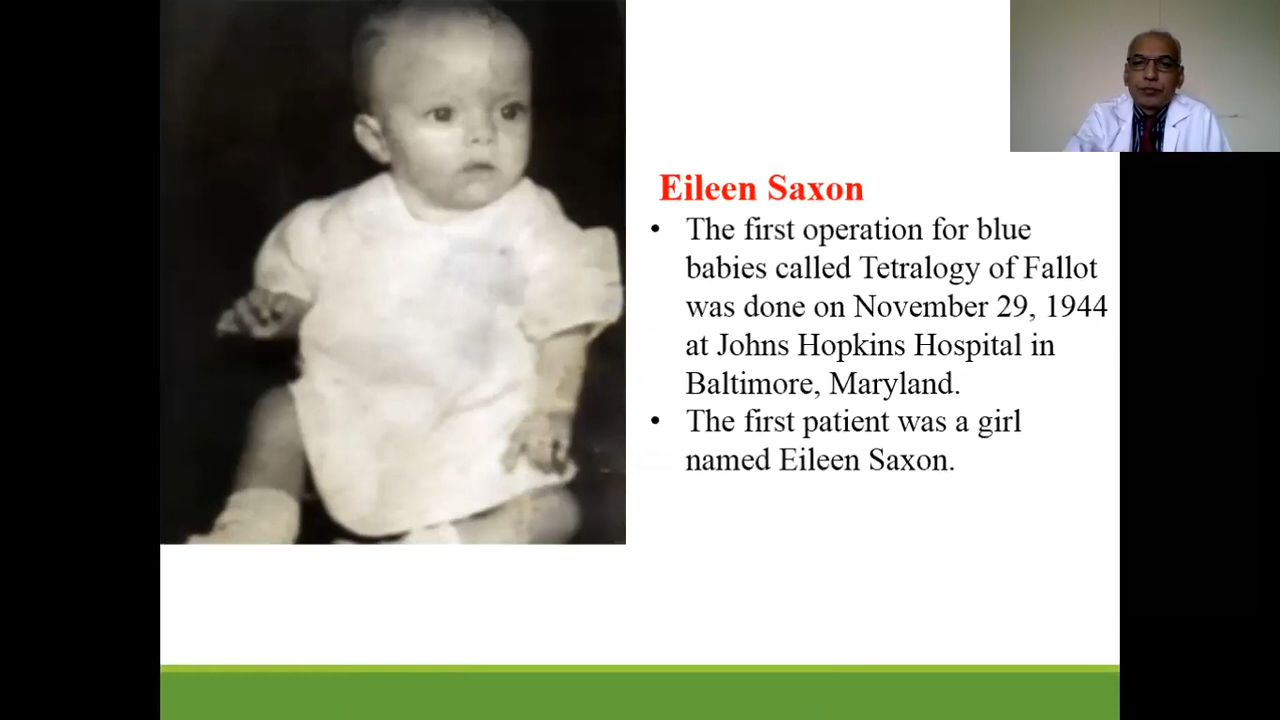 Eileen Saxon
• The first operation for blue
babies called Tetralogy of Fallot
was done on November 29, 1944
at Johns Hopkins Hospital in
Baltimore, Maryland.
• The first patient was a girl
named Eileen Saxon.